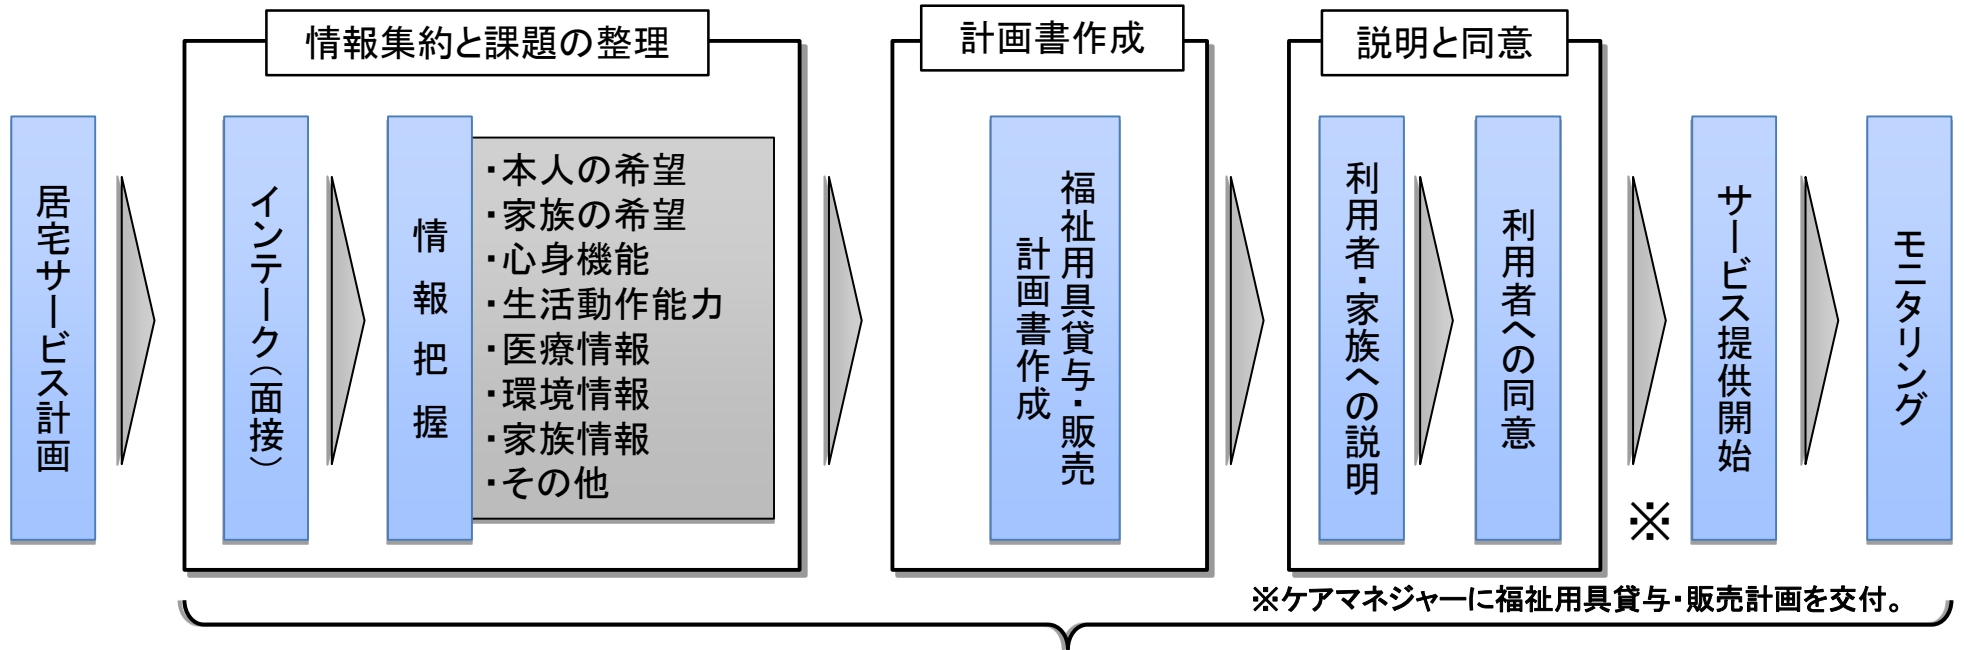 情報集約と課題の整理
計画書作成
説明と同意
居宅サービス計画
インテーク(面接)
情報把握
・本人の希望
・家族の希望
・心身機能
・生活動作能力
・医療情報
・環境情報
・家族情報
・その他
福祉用具貸与・販売
計画書作成
利用者・家族への説明
利用者への同意
※
サービス提供開始
モニタリング
※ケアマネジャーに福祉用具貸与・販売計画を交付。